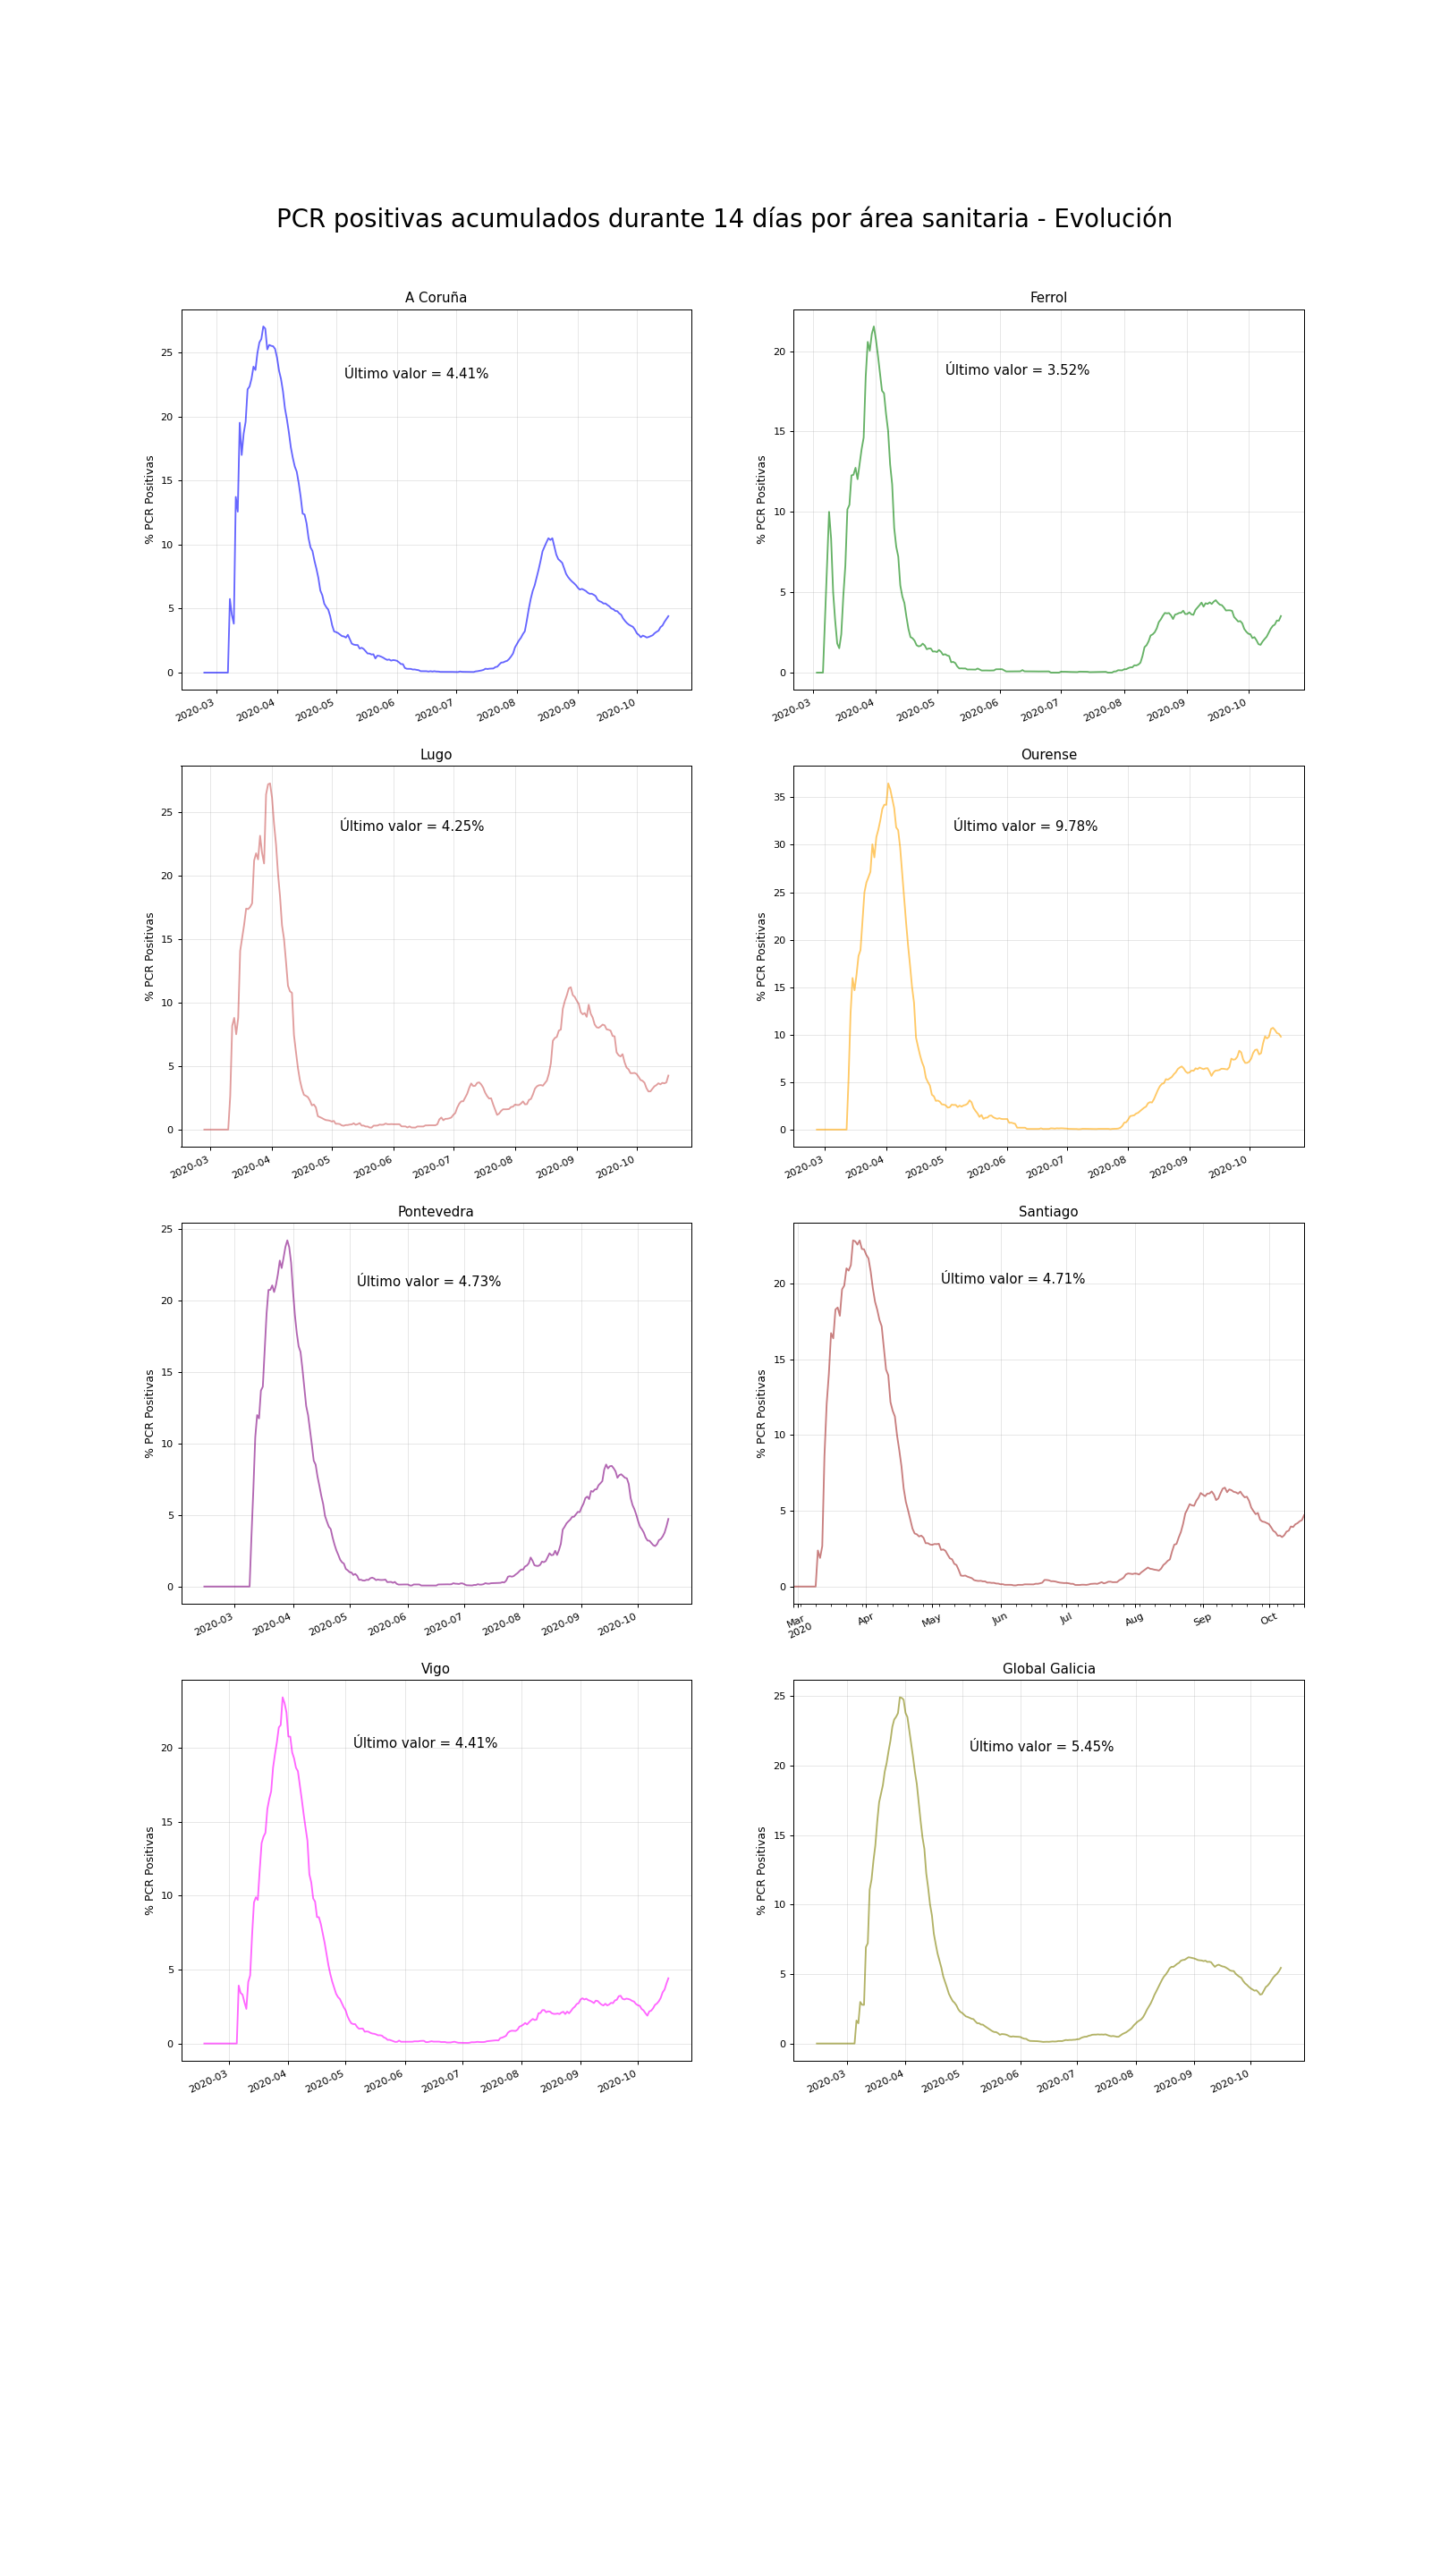 PCR positivas acumulados durante 14 días por área sanitaria - Evolución
A Coruña
% PCR Positivas
25
20
15
10
5
0
Último valor = 4.41%
2020-03 2020-04 2020-05 2020-06 2020-07 2020-08 2020-09 2020-10
Ferrol
% PCR Positivas
20
15
10
5
0
Último valor = 3.52%
2020-03 2020-04 2020-05 2020-06 2020-07 2020-08 2020-09 2020-10
Lugo
% PCR Positivas
25
20
15
10
5
0
Último valor = 4.25%
2020-03 2020-04 2020-05 2020-06 2020-07 2020-08 2020-09 2020-10
Ourense
% PCR Positivas
35
30
25
20
15
10
5
0
Último valor = 9.78%
2020-03 2020-04 2020-05 2020-06 2020-07 2020-08 2020-09 2020-10
Pontevedra
% PCR Positivas
25
20
15
10
5
0
Último valor = 4.73%
2020-03 2020-04 2020-05 2020-06 2020-07 2020-08 2020-09 2020-10
Santiago
% PCR Positivas
20
15
10
5
0
Último valor = 4.71%
Mar Apr May Jun Jul Aug Sep Oct
2020
Vigo
% PCR Positivas
20
15
10
5
0
Último valor = 4.41%
2020-03 2020-04 2020-05 2020-06 2020-07 2020-08 2020-09 2020-10
Global Galicia
% PCR Positivas
25
20
15
10
5
0
Último valor = 5.45%
2020-03 2020-04 2020-05 2020-06 2020-07 2020-08 2020-09 2020-10